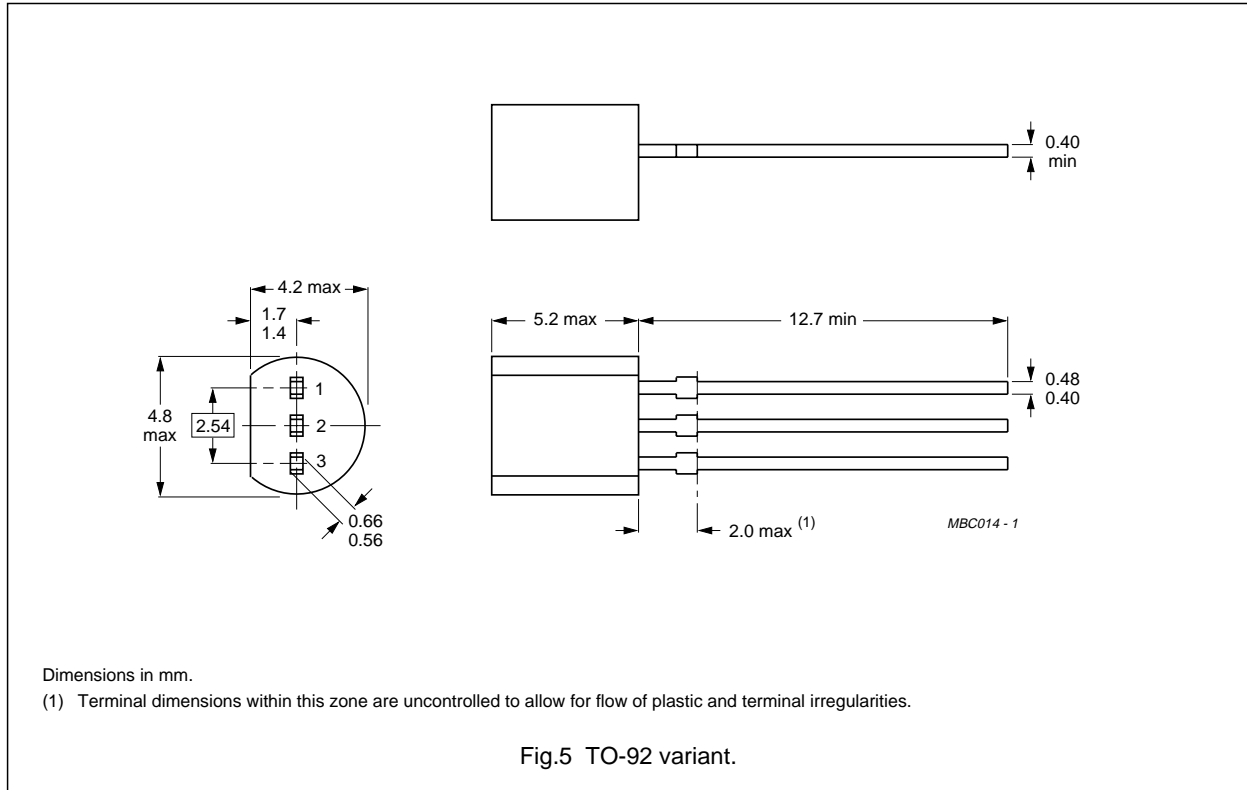 0.40
min
4.2 max
1.7
1.4
5.2 max
12.7 min
1
0.48
0.40
4.8
max
2.54
2
3
0.66
0.56
2.0 max (1)
MBC014 - 1
Dimensions in mm.
(1) Terminal dimensions within this zone are uncontrolled to allow for flow of plastic and terminal irregularities.
Fig.5 TO-92 variant.